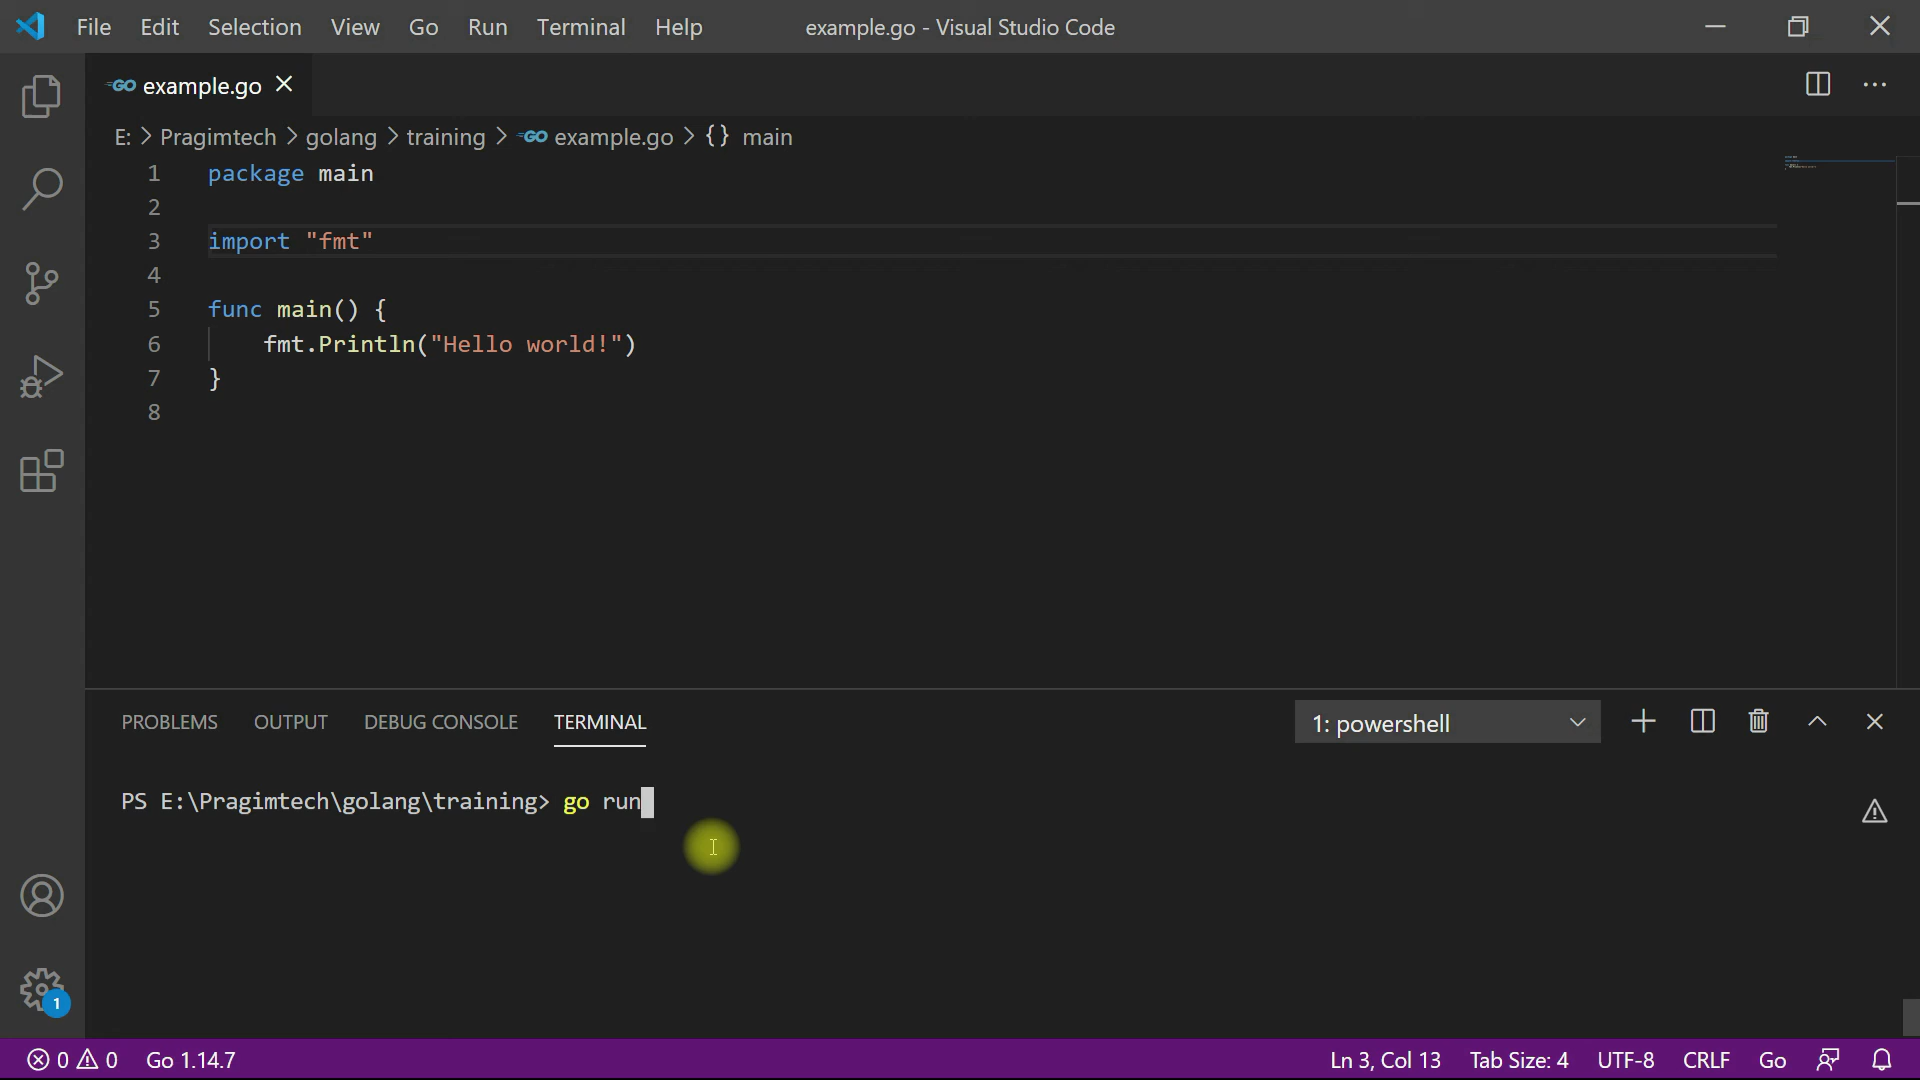 File Edit Selection View Go Run Terminal Help example.go - Visual Studio Code
GO example.go
E: > Pragimtech > golang > training > GO example.go > {} main
1 package main
2
3 import "fmt"
4
5 func main() {
6 fmt.Println("Hello world!")
7 }
8
PROBLEMS OUTPUT DEBUG CONSOLE TERMINAL 1: powershell
PS E:\Pragimtech\golang\training> go run
1
0 0 Go 1.14.7 Ln 3, Col 13 Tab Size: 4 UTF-8 CRLF Go